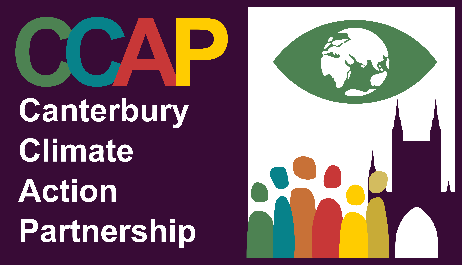 CCAP
Canterbury
Climate
Action
Partnership